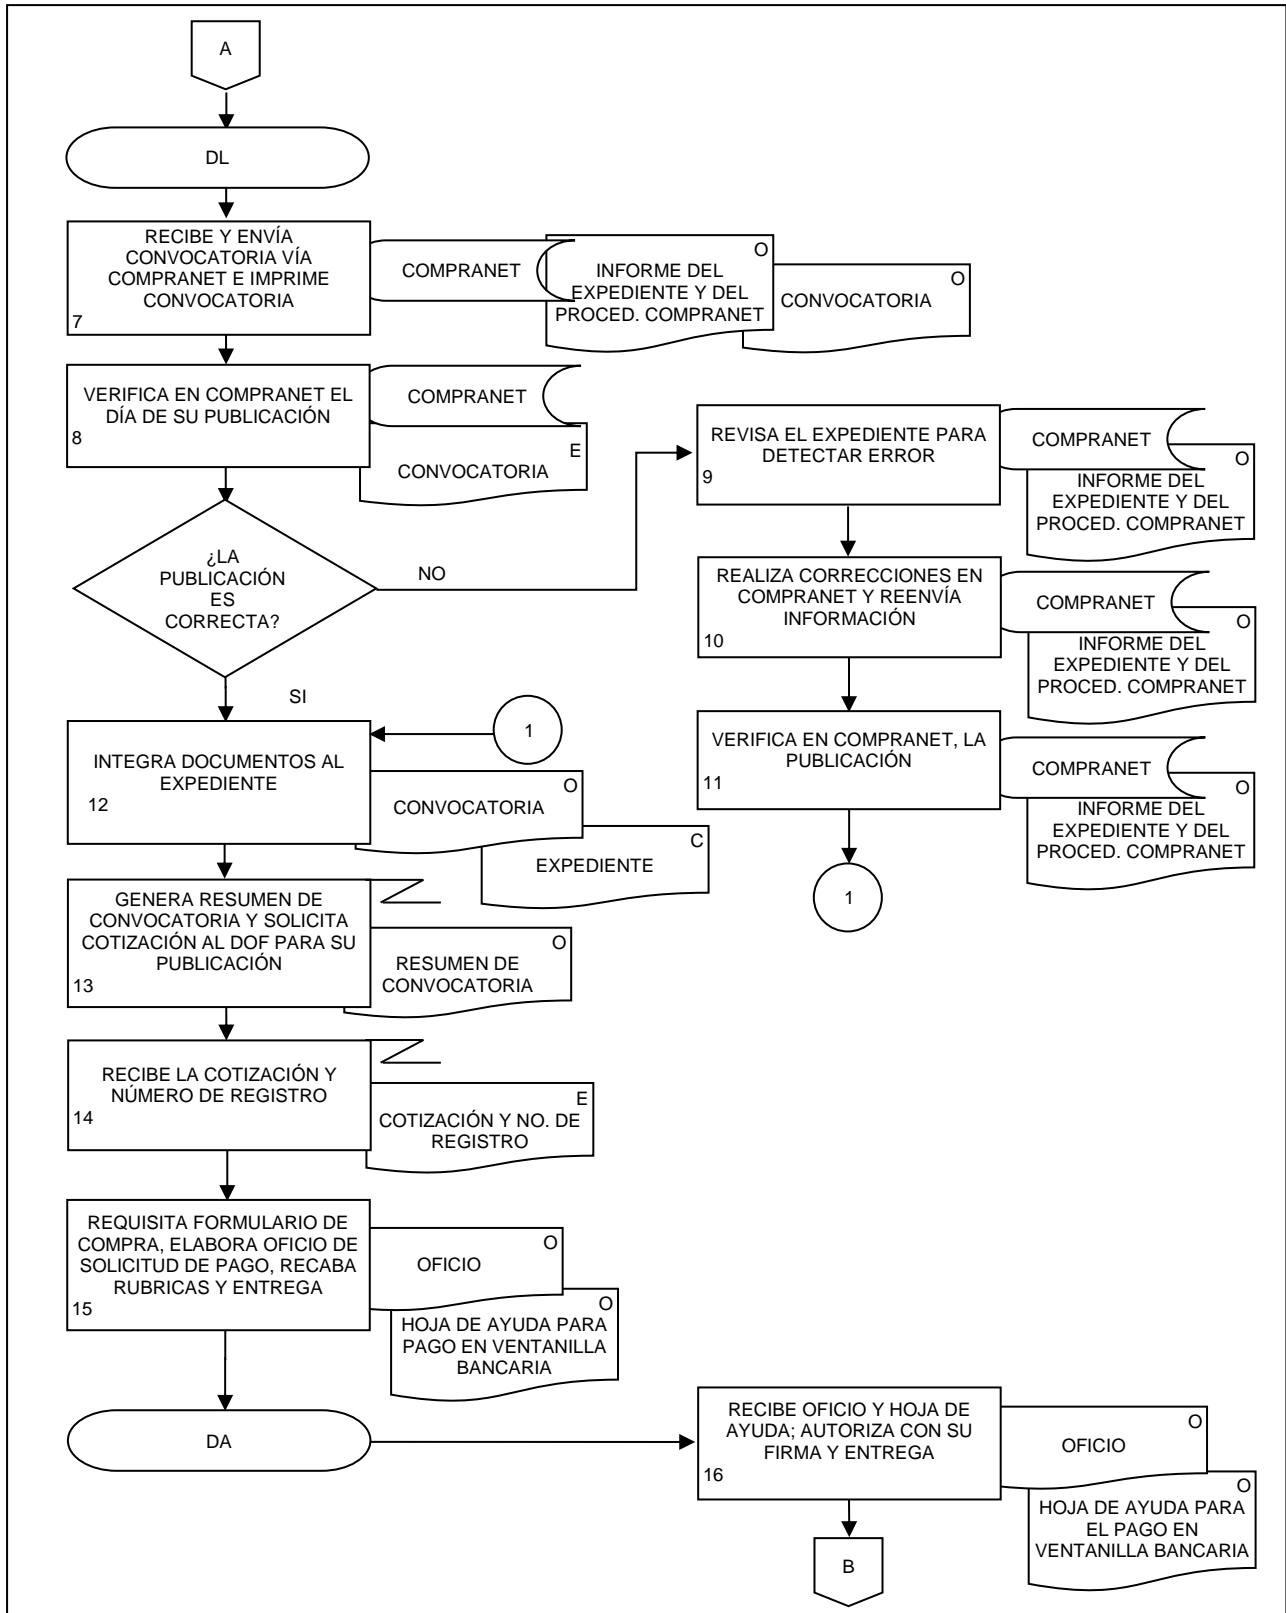 A
DL
RECIBE Y ENVÍA
CONVOCATORIA VÍA
COMPRANET E IMPRIME
CONVOCATORIA
7
COMPRANET
O
INFORME DEL
EXPEDIENTE Y DEL
PROCED. COMPRANET
O
CONVOCATORIA
VERIFICA EN COMPRANET EL
DÍA DE SU PUBLICACIÓN
8
COMPRANET
E
CONVOCATORIA
¿LA
PUBLICACIÓN
ES
CORRECTA?
NO
SI
REVISA EL EXPEDIENTE PARA
DETECTAR ERROR
9
COMPRANET
O
INFORME DEL
EXPEDIENTE Y DEL
PROCED. COMPRANET
REALIZA CORRECCIONES EN
COMPRANET Y REENVÍA
INFORMACIÓN
10
COMPRANET
O
INFORME DEL
EXPEDIENTE Y DEL
PROCED. COMPRANET
VERIFICA EN COMPRANET, LA
PUBLICACIÓN
11
COMPRANET
O
INFORME DEL
EXPEDIENTE Y DEL
PROCED. COMPRANET
1
1
INTEGRA DOCUMENTOS AL
EXPEDIENTE
12
O
CONVOCATORIA
C
EXPEDIENTE
GENERA RESUMEN DE
CONVOCATORIA Y SOLICITA
COTIZACIÓN AL DOF PARA SU
PUBLICACIÓN
13
O
RESUMEN DE
CONVOCATORIA
RECIBE LA COTIZACIÓN Y
NÚMERO DE REGISTRO
14
E
COTIZACIÓN Y NO. DE
REGISTRO
REQUISITA FORMULARIO DE
COMPRA, ELABORA OFICIO DE
SOLICITUD DE PAGO, RECABA
RUBRICAS Y ENTREGA
15
O
OFICIO
O
HOJA DE AYUDA PARA
PAGO EN VENTANILLA
BANCARIA
DA
RECIBE OFICIO Y HOJA DE
AYUDA; AUTORIZA CON SU
FIRMA Y ENTREGA
16
O
OFICIO
O
HOJA DE AYUDA PARA
EL PAGO EN
VENTANILLA BANCARIA
B